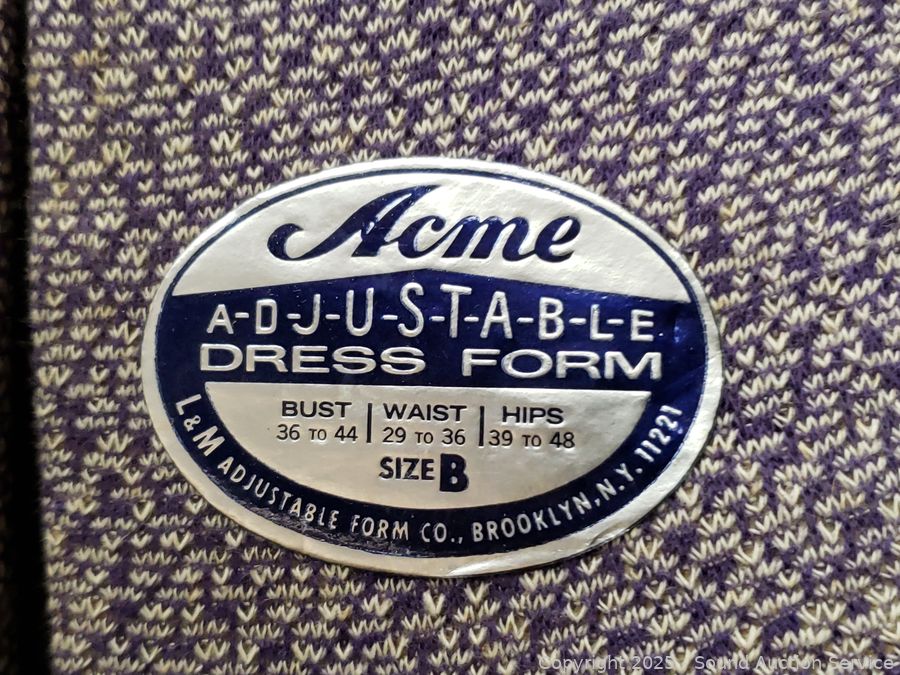 Acme
A-D-J-U-S-T-A-B-L-E
DRESS FORM
BUST | WAIST | HIPS
36 TO 44 | 29 TO 36 | 39 TO 48
SIZE B
L & M ADJUSTABLE FORM CO., BROOKLYN, N.Y. 11221
Copyright 2025 - Sound Auction Service